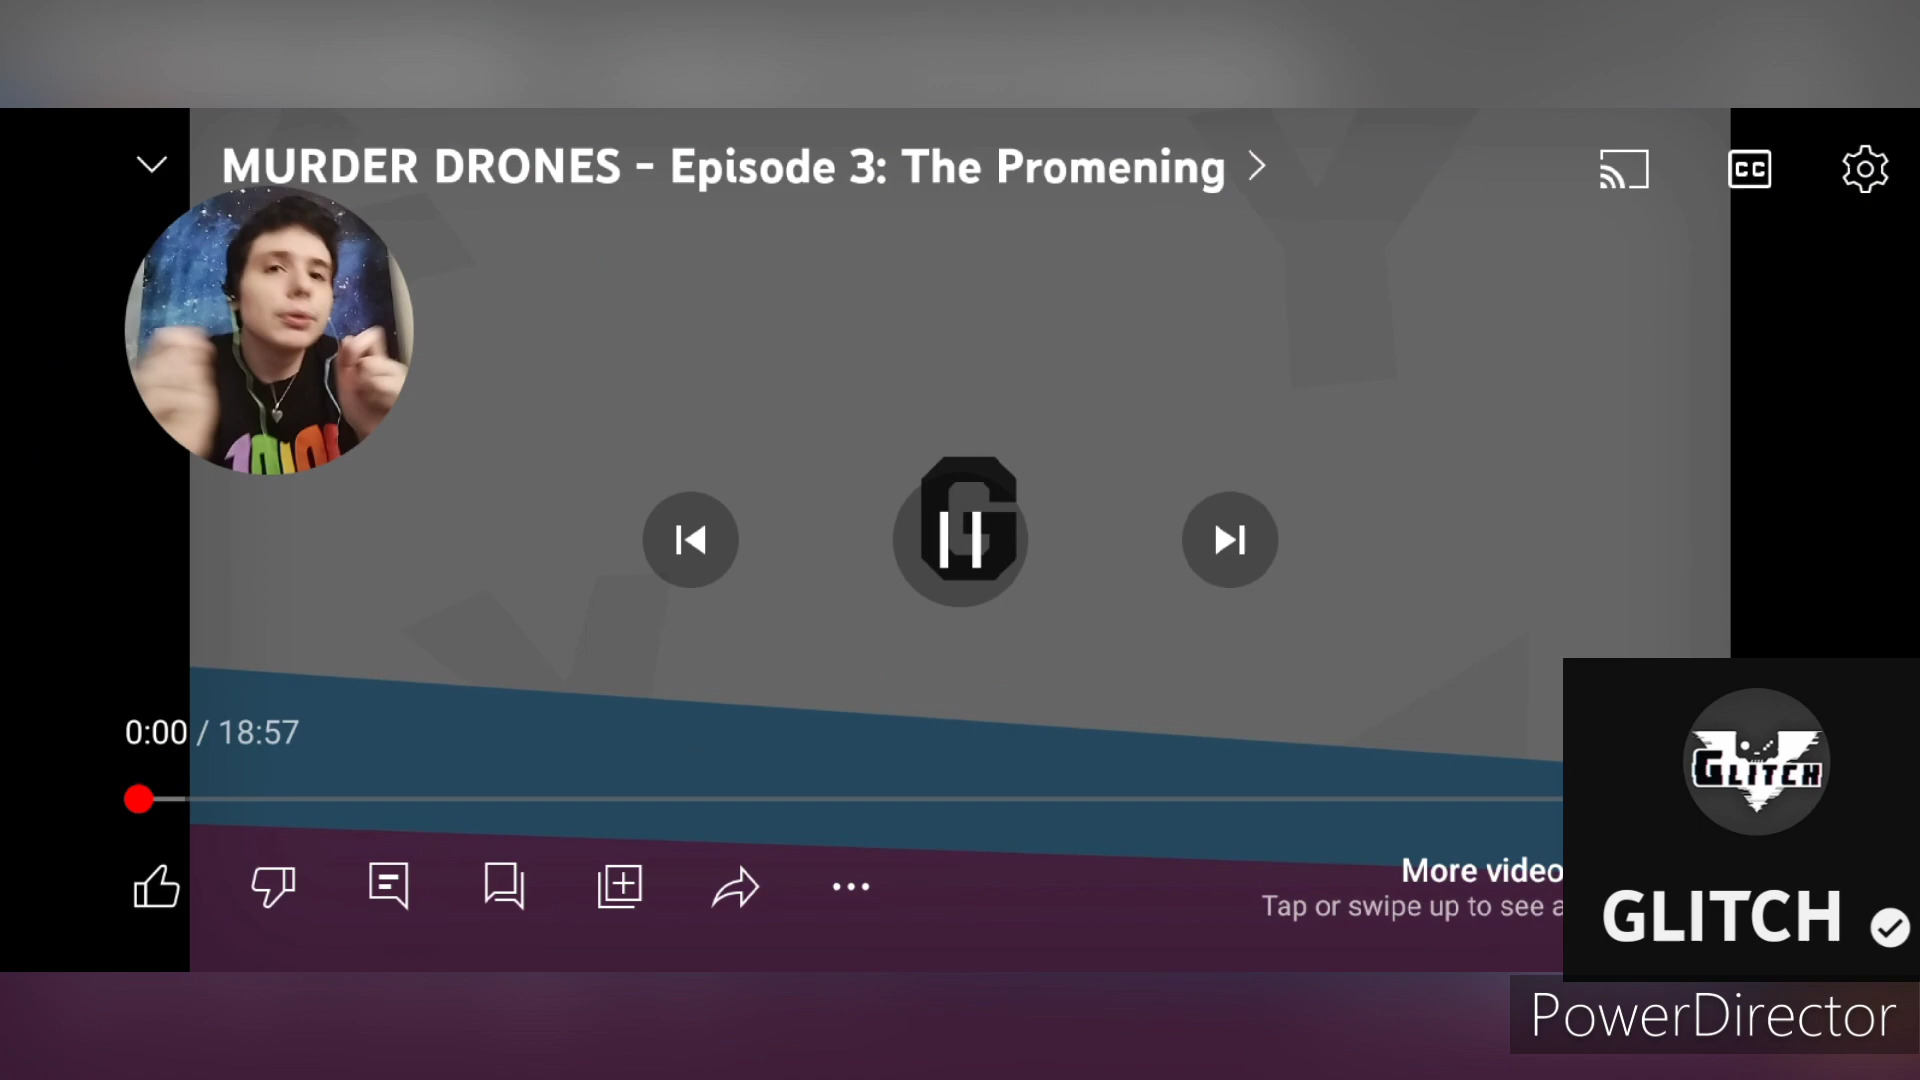 MURDER DRONES - Episode 3: The Promening
CC
G
0:00 / 18:57
More video
Tap or swipe up to see a
GLITCH
GLITCH
PowerDirector